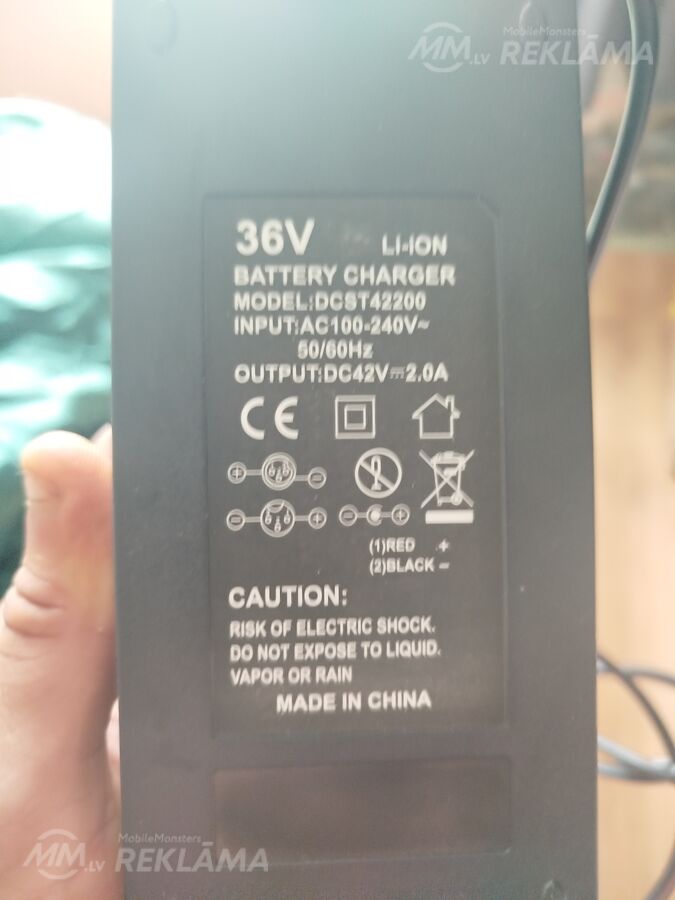 MobileMonsters
MM.LV REKLĀMA
36V LI-ION
BATTERY CHARGER
MODEL:DCST42200
INPUT:AC100-240V~
50/60Hz
OUTPUT:DC42V⎓2.0A
CE
(1)RED +
(2)BLACK -
CAUTION:
RISK OF ELECTRIC SHOCK.
DO NOT EXPOSE TO LIQUID.
VAPOR OR RAIN
MADE IN CHINA
MobileMonsters
MM.LV REKLĀMA